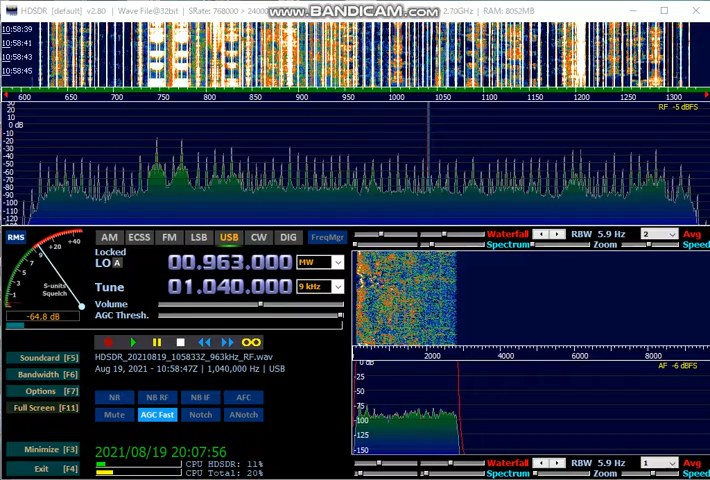 HDSDR [default] v2.80 | Wave File@32bit | SRate: 768000 > 24000
www.BANDICAM.com
2.70GHz | RAM: 8052MB
10:58:39
10:58:41
10:58:43
10:58:45
600 650 700 750 800 850 900 950 1000 1050 1100 1150 1200 1250 1300
RF -5 dBFS
20
10
0 dB
-10
-20
-30
-40
-50
-60
-70
-80
-90
-100
-110
-120
RMS
+20 +40
9
7
5
3
1
S-units
Squelch
-64.8 dB
AM ECSS FM LSB USB CW DIG FreqMgr
Locked
LO A 00.963.000 MW
Tune 01.040.000 9 kHz
Volume
AGC Thresh.
Waterfall RBW 5.9 Hz 2 Avg
Spectrum Zoom Speed
HDSDR_20210819_105833Z_963kHz_RF.wav
Aug 19, 2021 - 10:58:47Z | 1,040,000 Hz | USB
Soundcard [F5]
Bandwidth [F6]
Options [F7]
Full Screen [F11]
Minimize [F3]
Exit [F4]
NR NB RF NB IF AFC
Mute AGC Fast Notch ANotch
2021/08/19 20:07:56
CPU HDSDR: 11%
CPU Total: 20%
0 2000 4000 6000 8000
AF -6 dBFS
0 dB
-25
-50
-75
-100
-125
-150
Waterfall RBW 5.9 Hz 1 Avg
Spectrum Zoom Speed